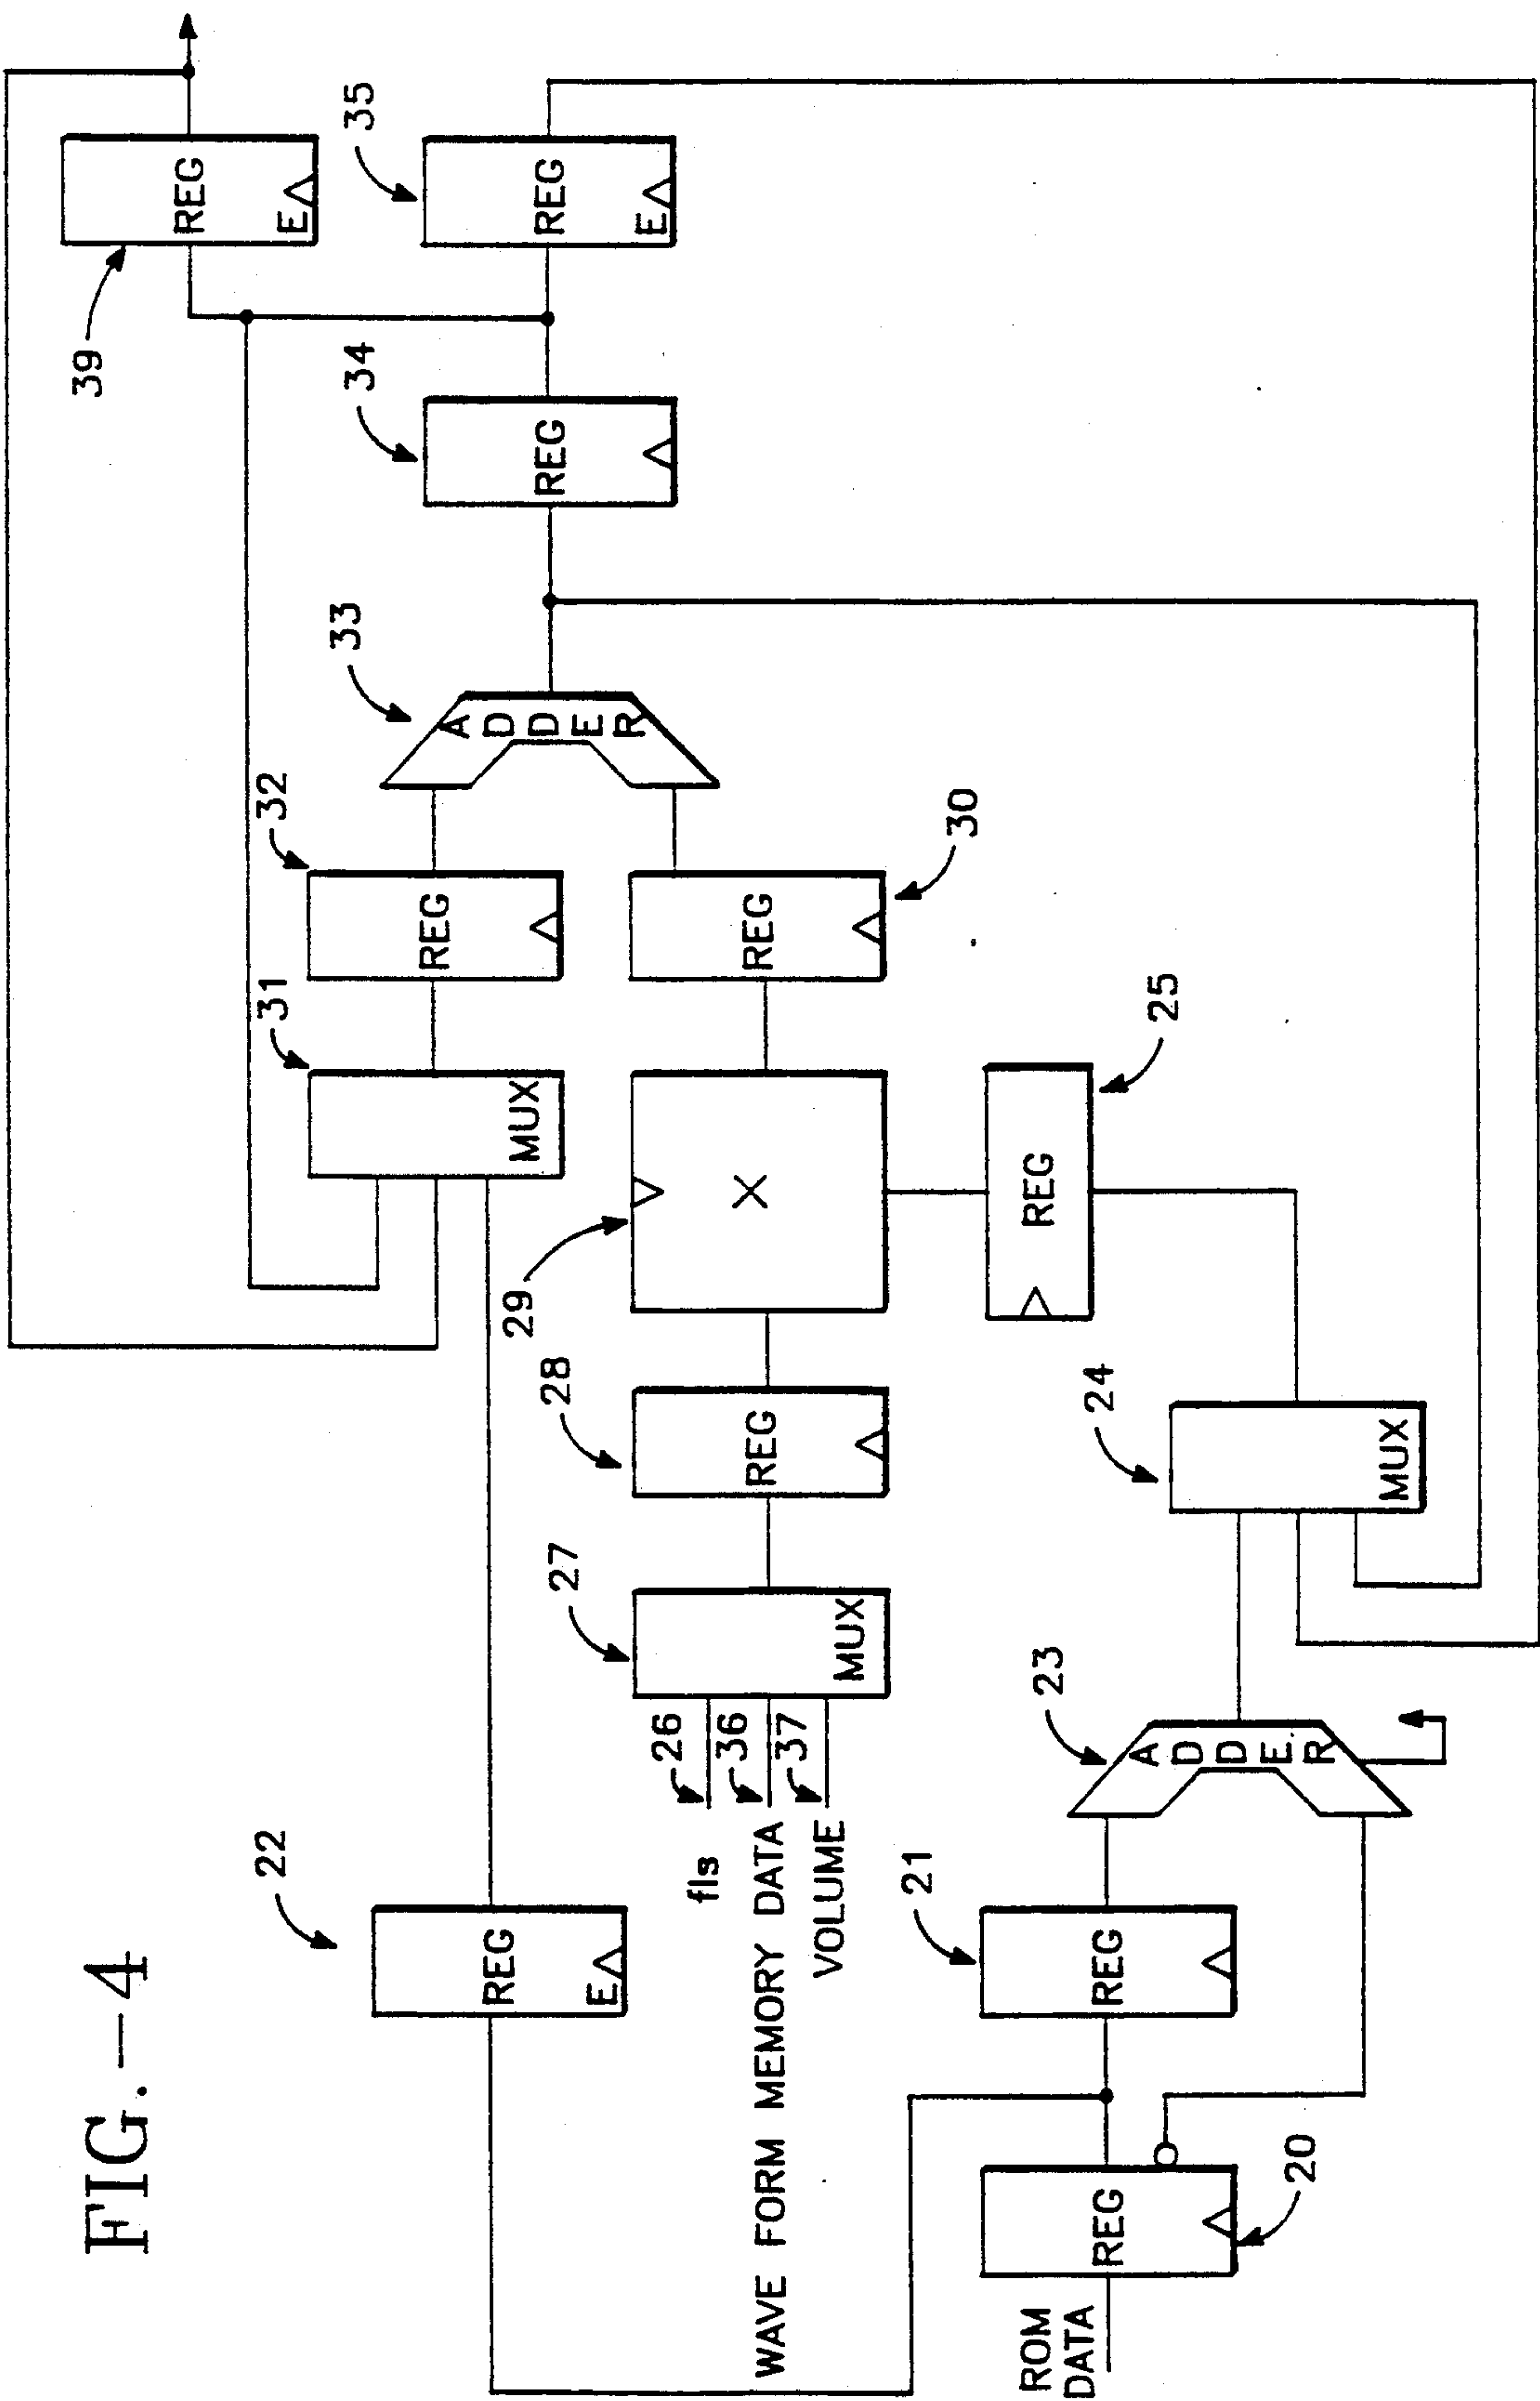 FIG.-4
39
REG
E
35
REG
E
34
REG
33
ADDER
32
REG
31
MUX
30
REG
29
X
25
REG
28
REG
27
MUX
24
MUX
26
36
37
fls
WAVE FORM MEMORY DATA
VOLUME
23
ADDER
22
REG
E
21
REG
20
REG
ROM
DATA